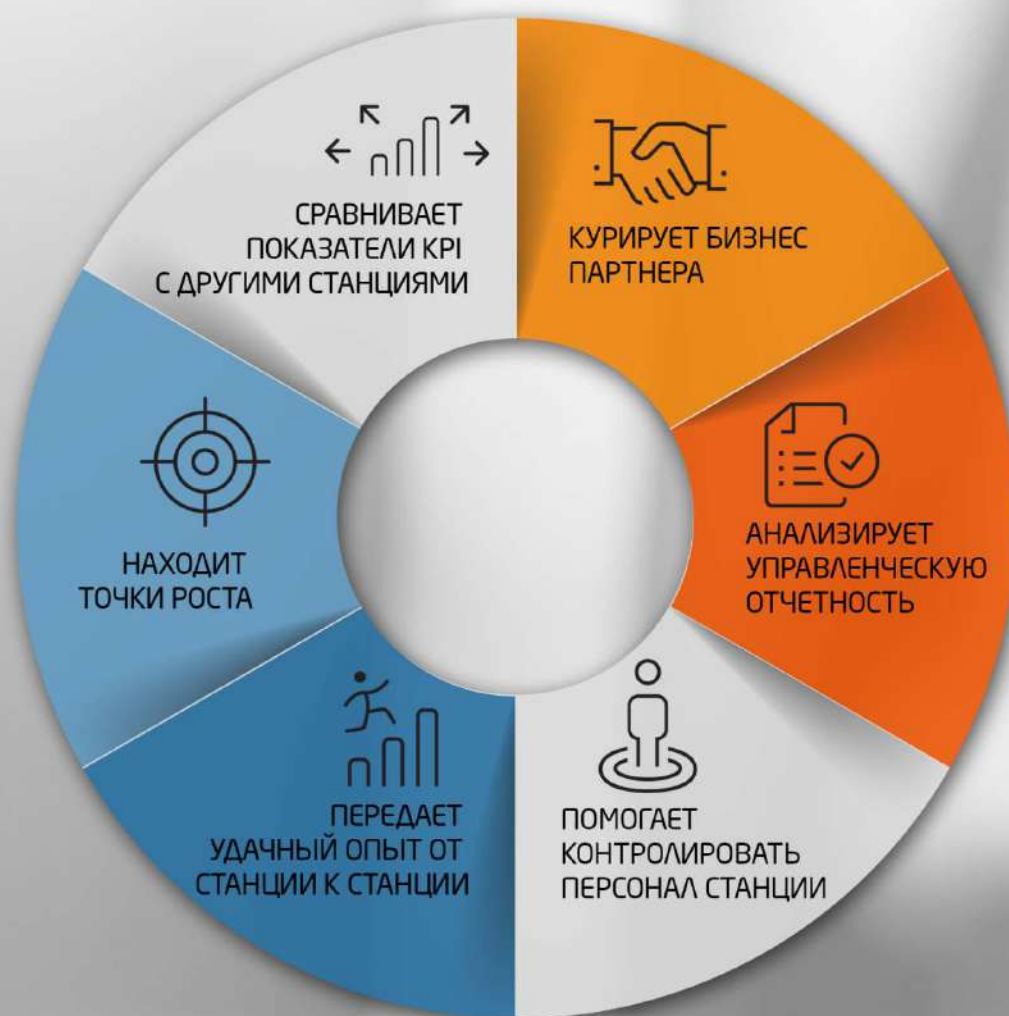 СРАВНИВАЕТ
ПОКАЗАТЕЛИ KPI
С ДРУГИМИ СТАНЦИЯМИ
КУРИРУЕТ БИЗНЕС
ПАРТНЕРА
АНАЛИЗИРУЕТ
УПРАВЛЕНЧЕСКУЮ
ОТЧЕТНОСТЬ
ПОМОГАЕТ
КОНТРОЛИРОВАТЬ
ПЕРСОНАЛ СТАНЦИИ
ПЕРЕДАЕТ
УДАЧНЫЙ ОПЫТ ОТ
СТАНЦИИ К СТАНЦИИ
НАХОДИТ
ТОЧКИ РОСТА